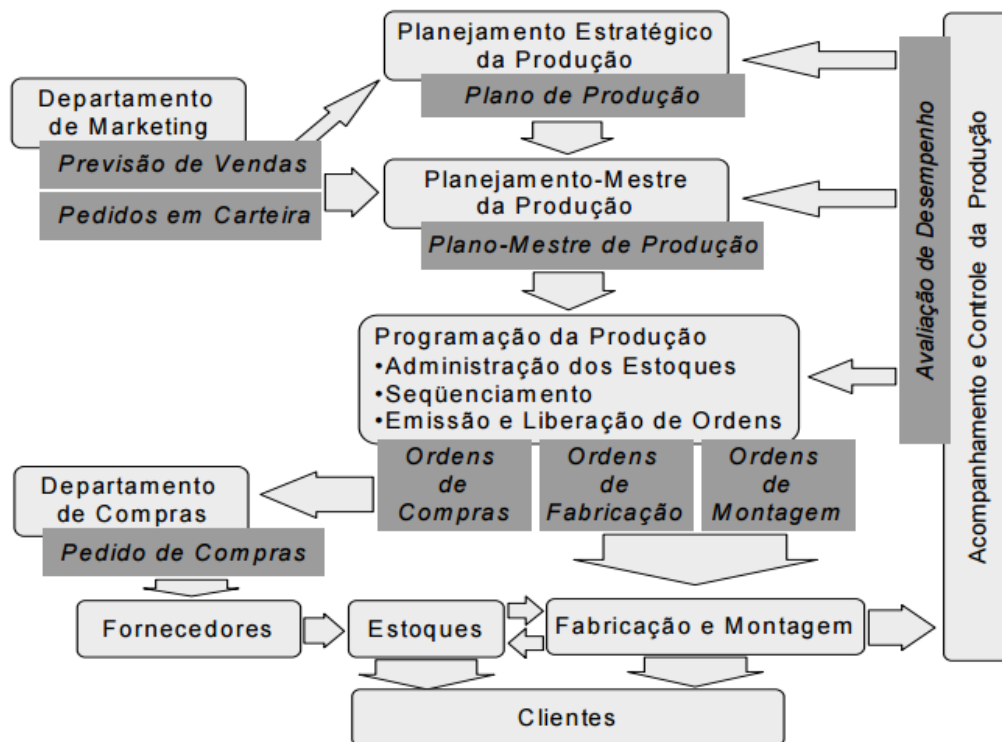 Planejamento Estratégico
da Produção
Plano de Produção
Departamento
de Marketing
Previsão de Vendas
Pedidos em Carteira
Planejamento-Mestre
da Produção
Plano-Mestre de Produção
Programação da Produção
•Administração dos Estoques
•Seqüenciamento
•Emissão e Liberação de Ordens
Ordens
de
Compras
Ordens
de
Fabricação
Ordens
de
Montagem
Departamento
de Compras
Pedido de Compras
Fornecedores
Estoques
Fabricação e Montagem
Clientes
Avaliação de Desempenho
Acompanhamento e Controle da Produção